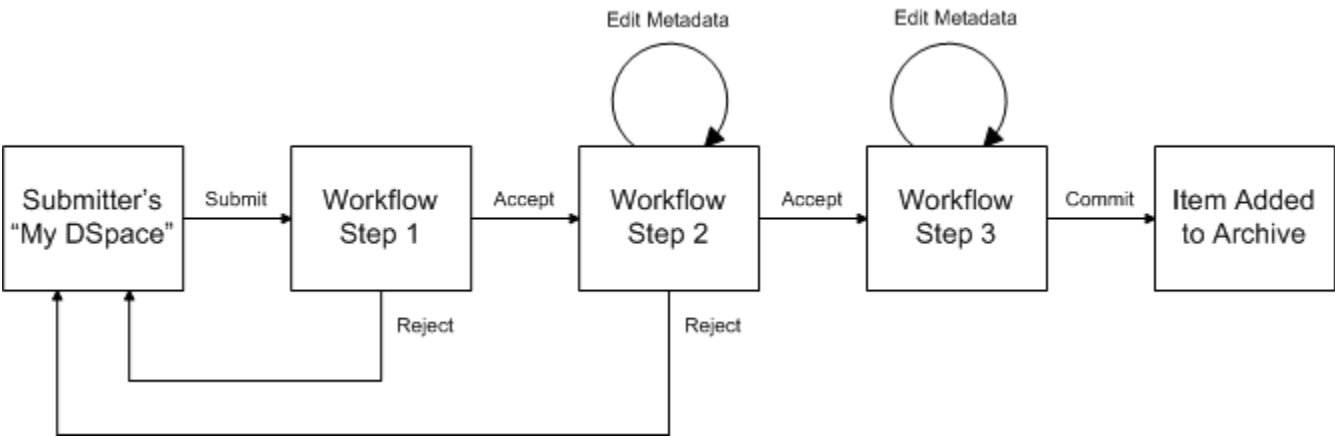 Edit Metadata
Edit Metadata
Submitter's
"My DSpace"
Submit
Workflow
Step 1
Accept
Workflow
Step 2
Accept
Workflow
Step 3
Commit
Item Added
to Archive
Reject
Reject